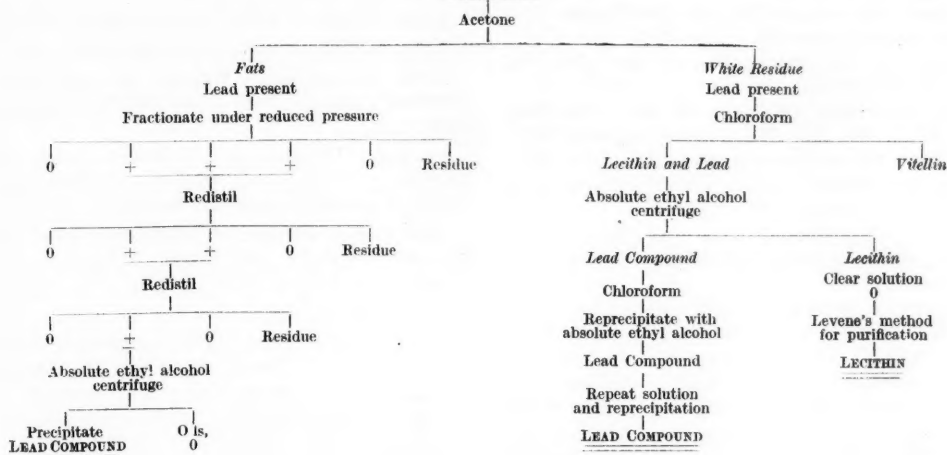 Acetone
Fats
White Residue
Lead present
Lead present
Fractionate under reduced pressure
Chloroform
0 + + + 0 Residue
Lecithin and Lead
Vitellin
Redistil
Absolute ethyl alcohol
centrifuge
0 + + 0 Residue
Lead Compound
Lecithin
Redistil
Chloroform
Clear solution
0
0 + 0 Residue
Reprecipitate with
absolute ethyl alcohol
Levene's method
for purification
Absolute ethyl alcohol
centrifuge
Lead Compound
LECITHIN
Repeat solution
and reprecipitation
Precipitate
LEAD COMPOUND
O is,
0
LEAD COMPOUND